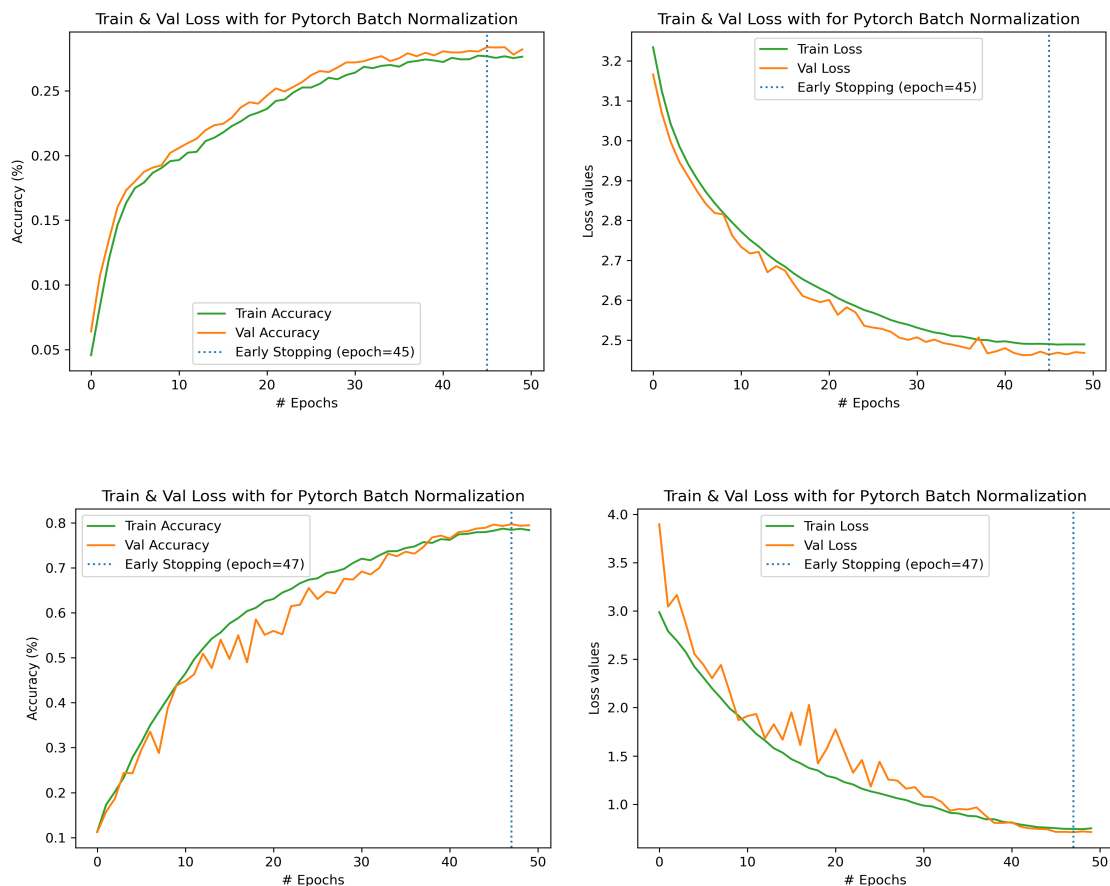 Train & Val Loss with for Pytorch Batch Normalization
Accuracy (%)
0.25
0.20
0.15
0.10
0.05
Train Accuracy
Val Accuracy
Early Stopping (epoch=45)
0 10 20 30 40 50
# Epochs
Train & Val Loss with for Pytorch Batch Normalization
Loss values
3.2
3.1
3.0
2.9
2.8
2.7
2.6
2.5
Train Loss
Val Loss
Early Stopping (epoch=45)
0 10 20 30 40 50
# Epochs
Train & Val Loss with for Pytorch Batch Normalization
Accuracy (%)
0.8
0.7
0.6
0.5
0.4
0.3
0.2
0.1
Train Accuracy
Val Accuracy
Early Stopping (epoch=47)
0 10 20 30 40 50
# Epochs
Train & Val Loss with for Pytorch Batch Normalization
Loss values
4.0
3.5
3.0
2.5
2.0
1.5
1.0
Train Loss
Val Loss
Early Stopping (epoch=47)
0 10 20 30 40 50
# Epochs